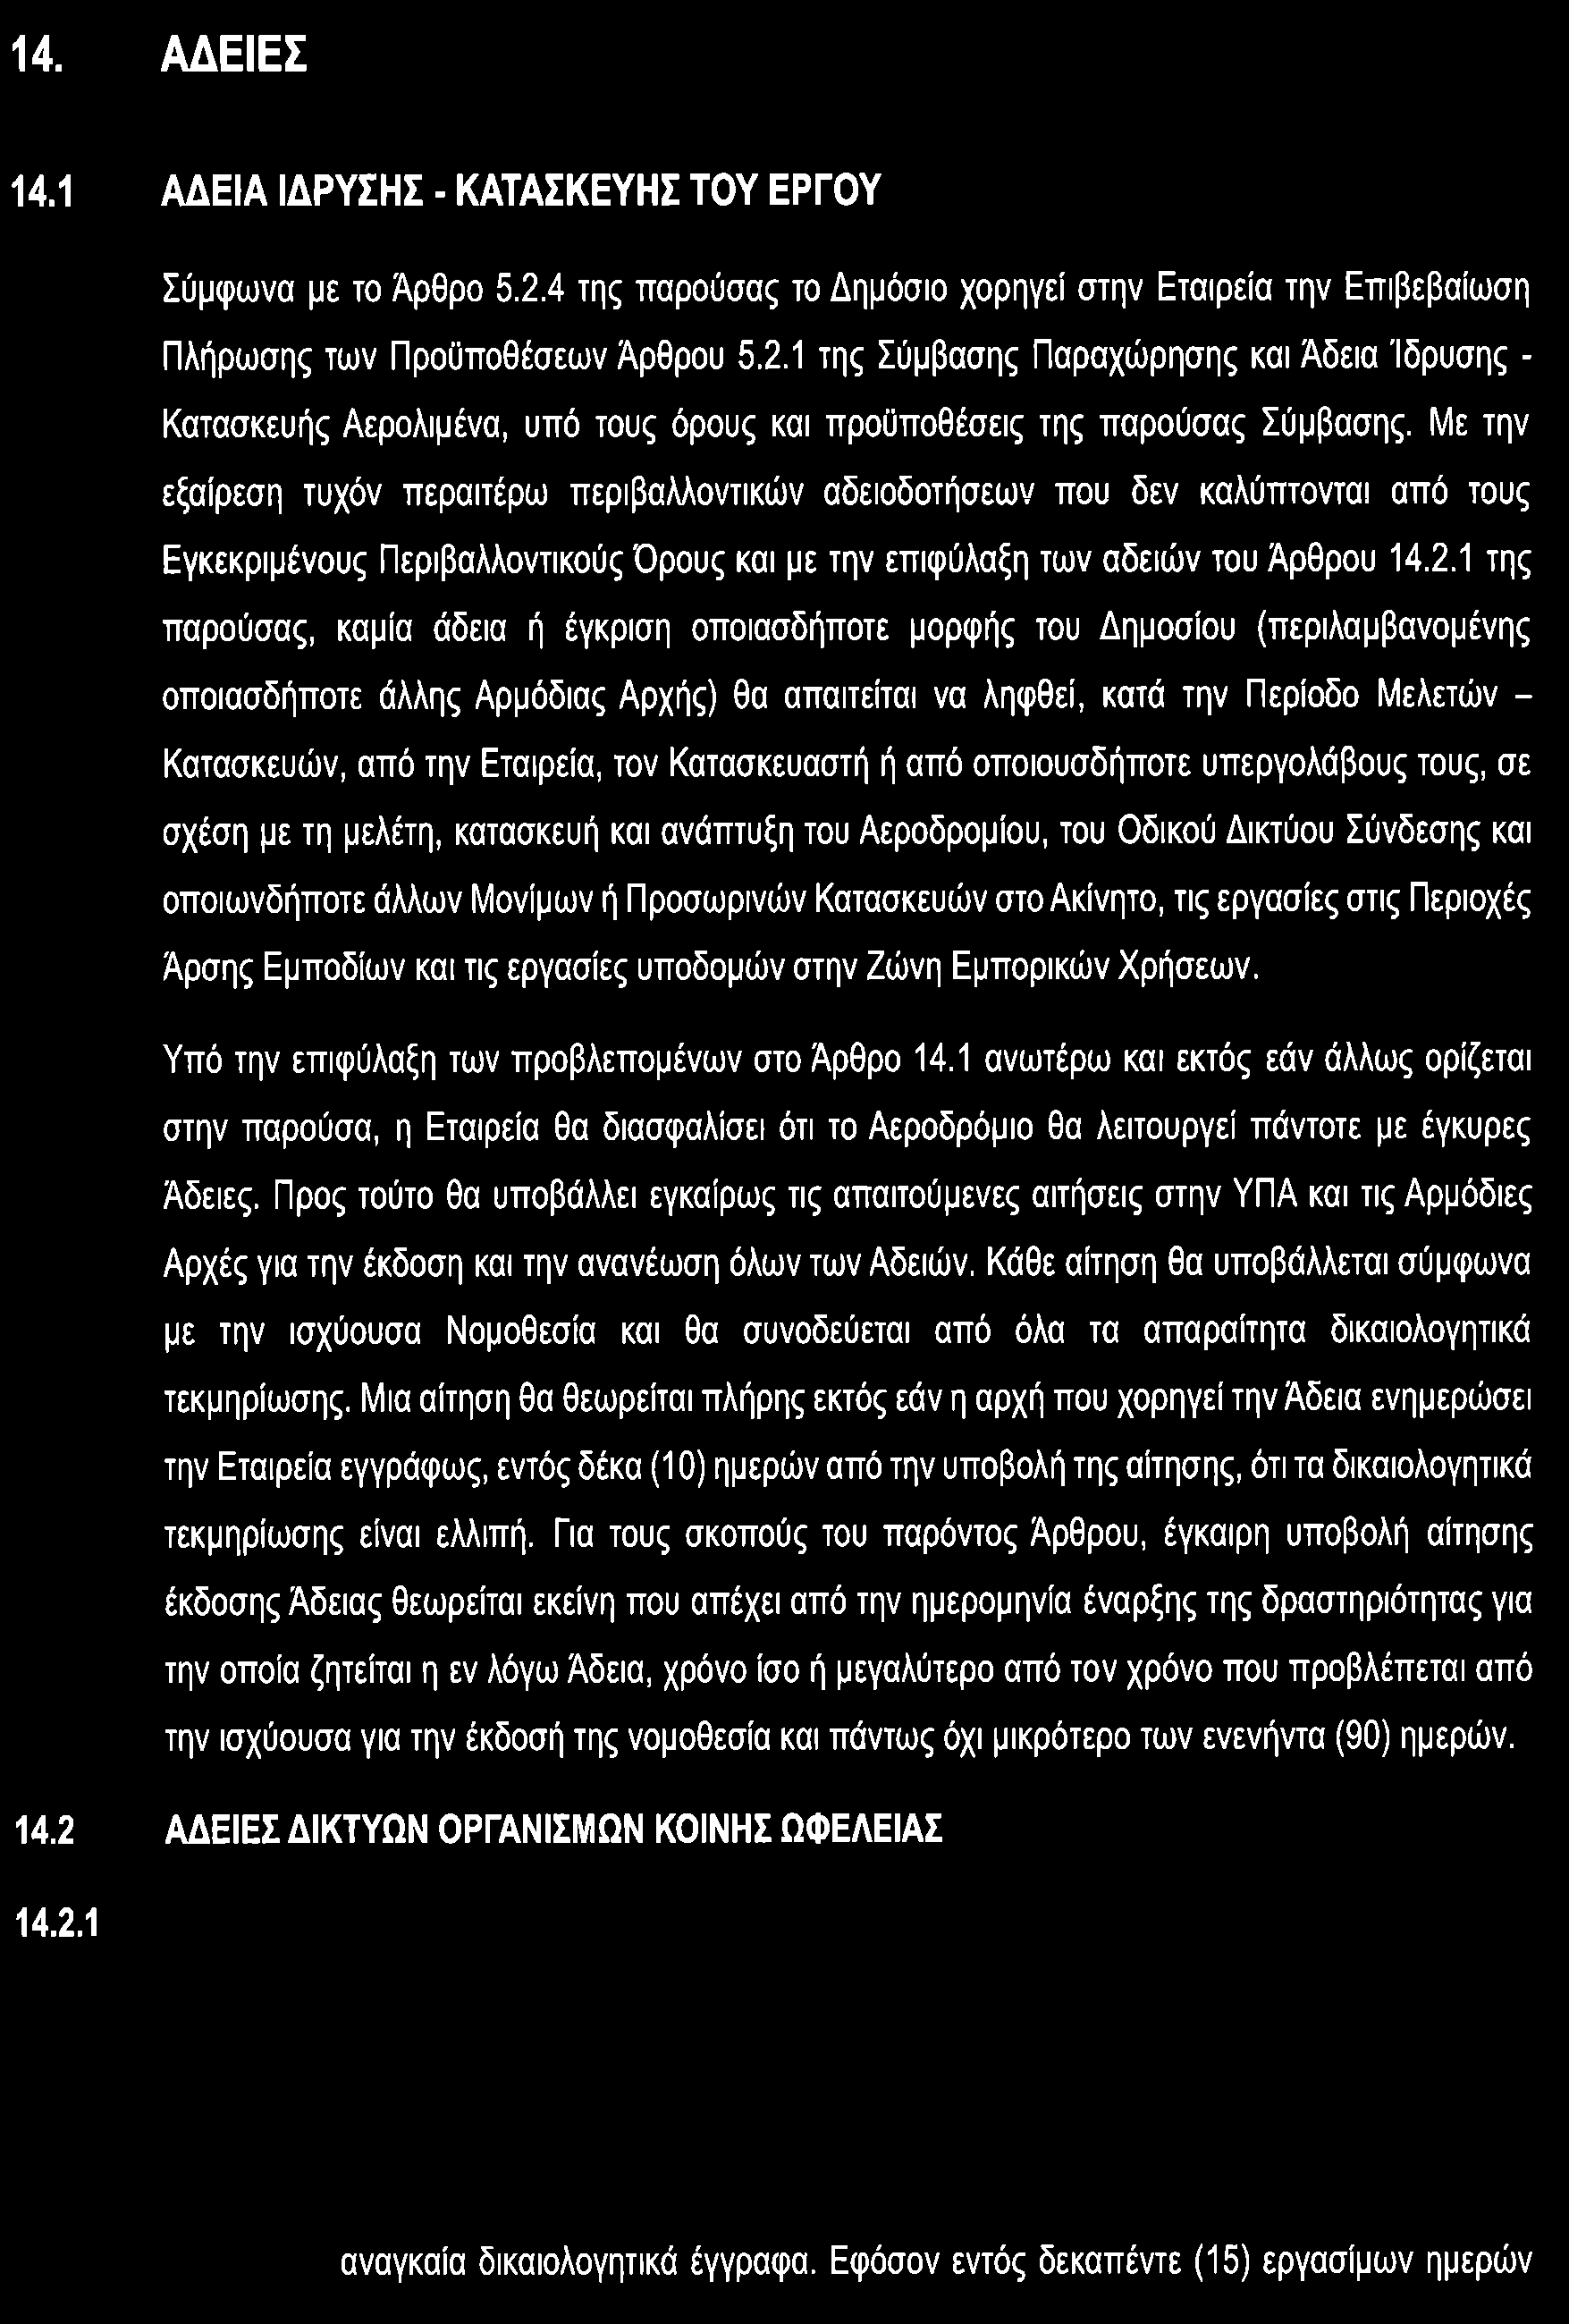 14. ΑΔΕΙΕΣ
14.1 ΑΔΕΙΑ ΙΔΡΥΣΗΣ - ΚΑΤΑΣΚΕΥΗΣ ΤΟΥ ΕΡΓΟΥ
Σύμφωνα με το Άρθρο 5.2.4 της παρούσας το Δημόσιο χορηγεί στην Εταιρεία την Επιβεβαίωση
Πλήρωσης των Προϋποθέσεων Άρθρου 5.2.1 της Σύμβασης Παραχώρησης και Άδεια Ίδρυσης -
Κατασκευής Αερολιμένα, υπό τους όρους και προϋποθέσεις της παρούσας Σύμβασης. Με την
εξαίρεση τυχόν περαιτέρω περιβαλλοντικών αδειοδοτήσεων που δεν καλύπτονται από τους
Εγκεκριμένους Περιβαλλοντικούς Όρους και με την επιφύλαξη των αδειών του Άρθρου 14.2.1 της
παρούσας, καμία άδεια ή έγκριση οποιασδήποτε μορφής του Δημοσίου (περιλαμβανομένης
οποιασδήποτε άλλης Αρμόδιας Αρχής) θα απαιτείται να ληφθεί, κατά την Περίοδο Μελετών –
Κατασκευών, από την Εταιρεία, τον Κατασκευαστή ή από οποιουσδήποτε υπεργολάβους τους, σε
σχέση με τη μελέτη, κατασκευή και ανάπτυξη του Αεροδρομίου, του Οδικού Δικτύου Σύνδεσης και
οποιωνδήποτε άλλων Μονίμων ή Προσωρινών Κατασκευών στο Ακίνητο, τις εργασίες στις Περιοχές
Άρσης Εμποδίων και τις εργασίες υποδομών στην Ζώνη Εμπορικών Χρήσεων.
Υπό την επιφύλαξη των προβλεπομένων στο Άρθρο 14.1 ανωτέρω και εκτός εάν άλλως ορίζεται
στην παρούσα, η Εταιρεία θα διασφαλίσει ότι το Αεροδρόμιο θα λειτουργεί πάντοτε με έγκυρες
Άδειες. Προς τούτο θα υποβάλλει εγκαίρως τις απαιτούμενες αιτήσεις στην ΥΠΑ και τις Αρμόδιες
Αρχές για την έκδοση και την ανανέωση όλων των Αδειών. Κάθε αίτηση θα υποβάλλεται σύμφωνα
με την ισχύουσα Νομοθεσία και θα συνοδεύεται από όλα τα απαραίτητα δικαιολογητικά
τεκμηρίωσης. Μια αίτηση θα θεωρείται πλήρης εκτός εάν η αρχή που χορηγεί την Άδεια ενημερώσει
την Εταιρεία εγγράφως, εντός δέκα (10) ημερών από την υποβολή της αίτησης, ότι τα δικαιολογητικά
τεκμηρίωσης είναι ελλιπή. Για τους σκοπούς του παρόντος Άρθρου, έγκαιρη υποβολή αίτησης
έκδοσης Άδειας θεωρείται εκείνη που απέχει από την ημερομηνία έναρξης της δραστηριότητας για
την οποία ζητείται η εν λόγω Άδεια, χρόνο ίσο ή μεγαλύτερο από τον χρόνο που προβλέπεται από
την ισχύουσα για την έκδοσή της νομοθεσία και πάντως όχι μικρότερο των ενενήντα (90) ημερών.
14.2 ΑΔΕΙΕΣ ΔΙΚΤΥΩΝ ΟΡΓΑΝΙΣΜΩΝ ΚΟΙΝΗΣ ΩΦΕΛΕΙΑΣ
14.2.1
αναγκαία δικαιολογητικά έγγραφα. Εφόσον εντός δεκαπέντε (15) εργασίμων ημερών